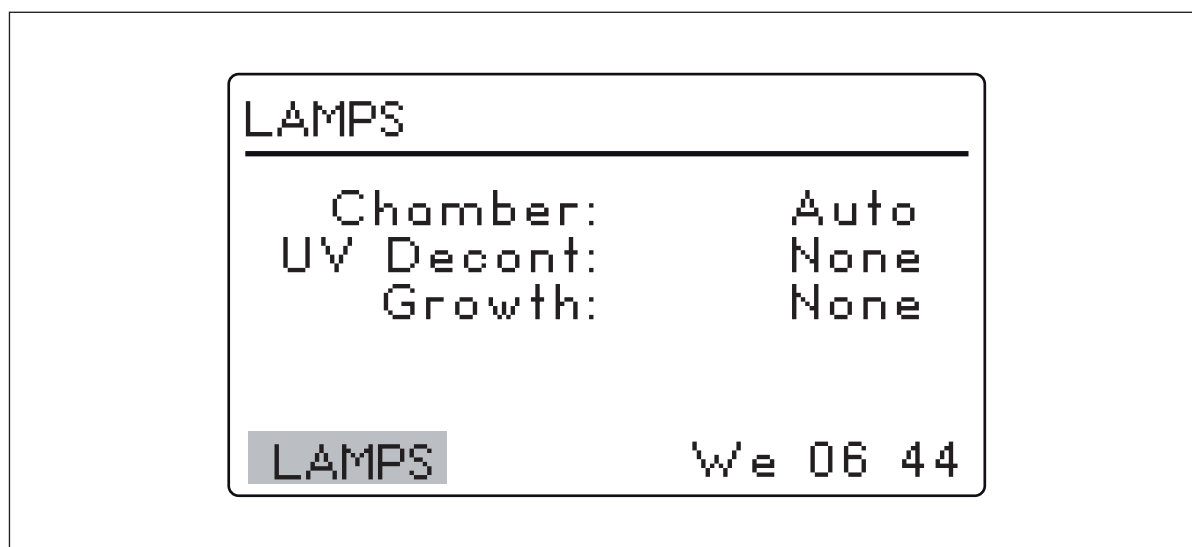 LAMPS
Chamber: Auto
UV Decont: None
Growth: None
LAMPS We 06 44